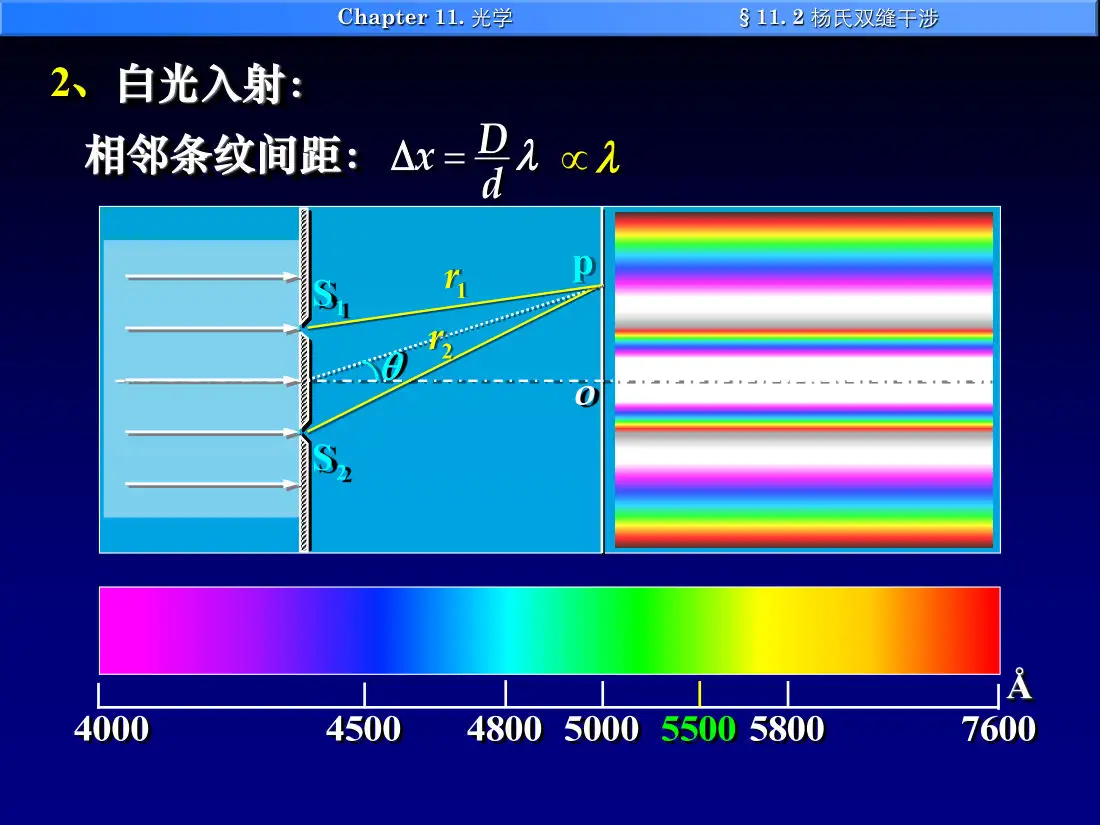 Chapter 11. 光学 § 11. 2 杨氏双缝干涉
2、白光入射：
相邻条纹间距： Δx = D/d λ ∝ λ
p
r₁
S₁
r₂
θ
o
S₂
Å
4000 4500 4800 5000 5500 5800 7600